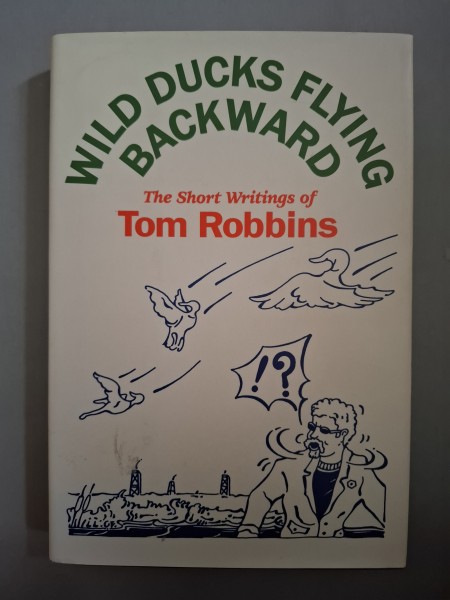 WILD DUCKS FLYING
BACKWARD
The Short Writings of
Tom Robbins
!?